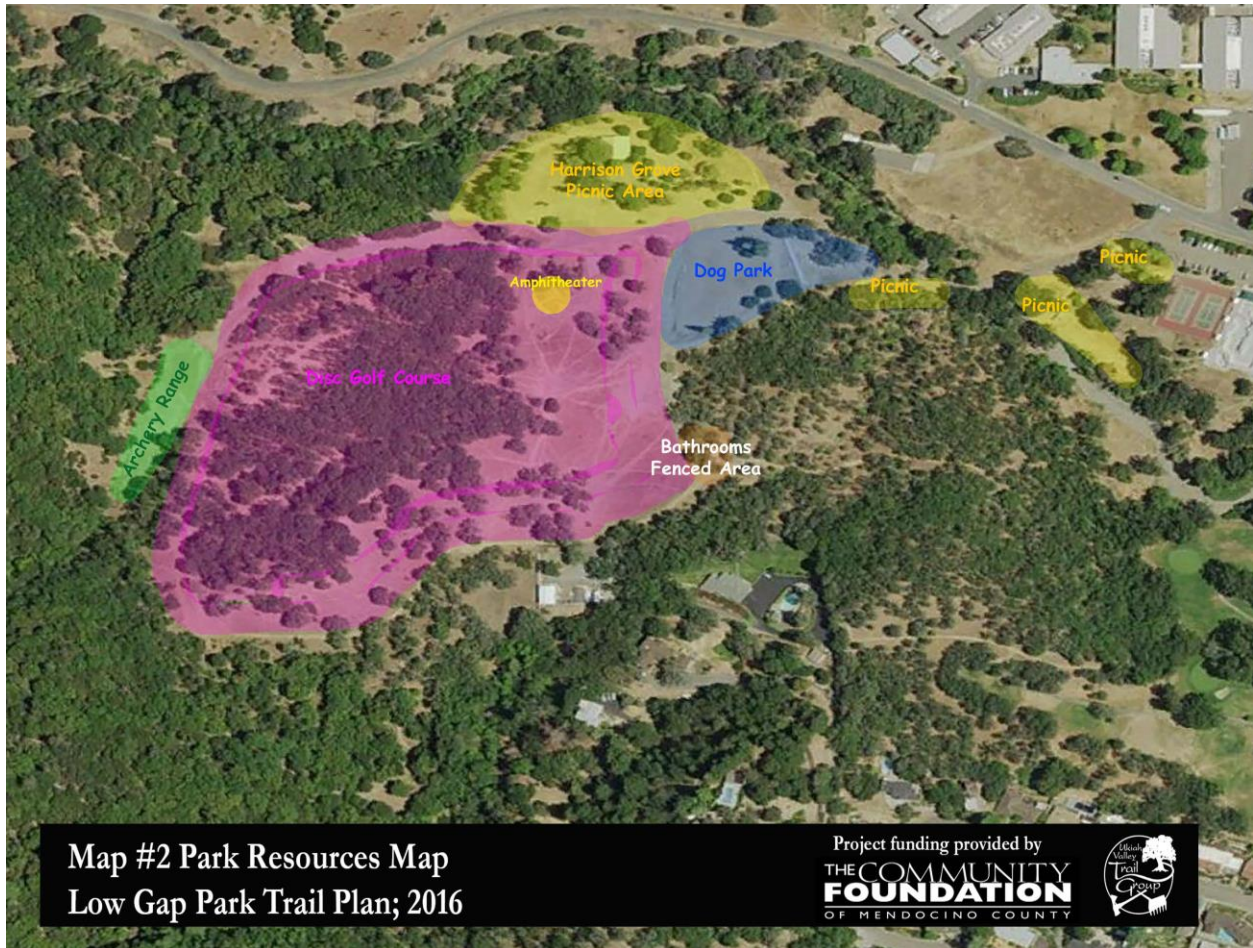 Harrison Grove
Picnic Area
Picnic
Dog Park
Amphitheater
Picnic
Picnic
Disc Golf Course
Archery Range
Bathrooms
Fenced Area
Map #2 Park Resources Map
Low Gap Park Trail Plan; 2016
Project funding provided by
THE COMMUNITY
FOUNDATION
OF MENDOCINO COUNTY
Ukiah
Valley
Trail
Group